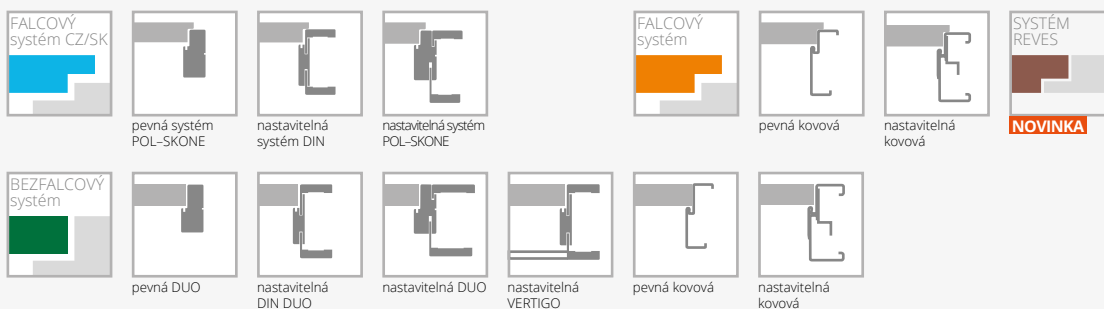 FALCOVÝ
systém CZ/SK
pevná systém
POL–SKONE
nastavitelná
systém DIN
nastavitelná systém
POL–SKONE
FALCOVÝ
systém
pevná kovová
nastavitelná
kovová
SYSTÉM
REVES
NOVINKA
BEZFALCOVÝ
systém
pevná DUO
nastavitelná
DIN DUO
nastavitelná DUO
nastavitelná
VERTIGO
pevná kovová
nastavitelná
kovová